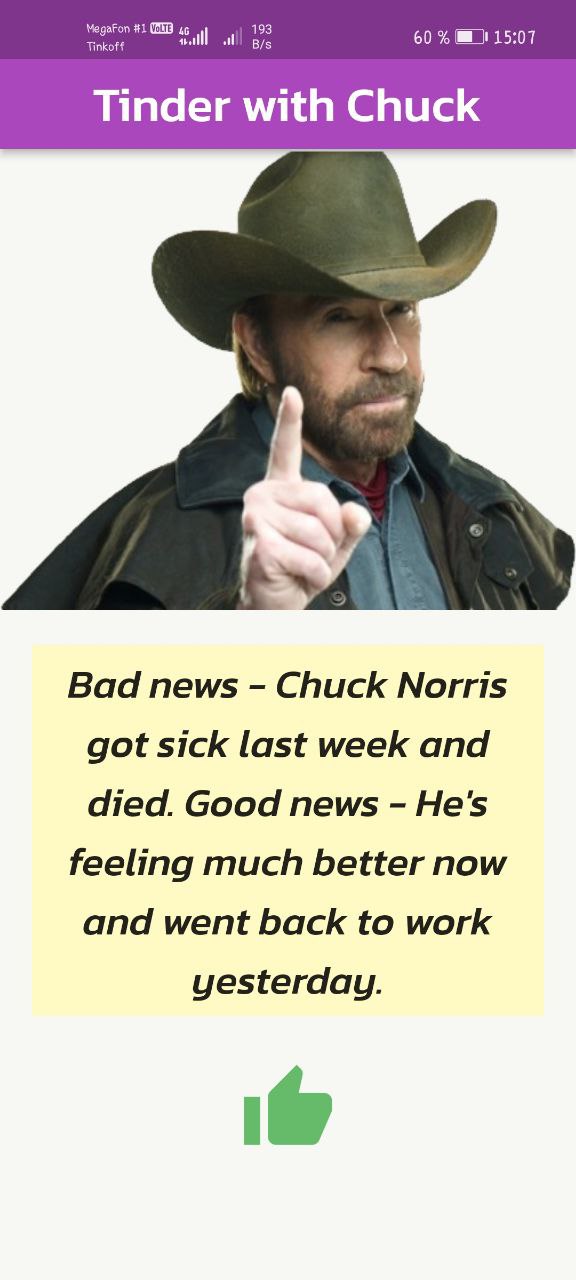 MegaFon #1 VoLTE 4G 193 60 % 15:07
Tinkoff B/s
Tinder with Chuck
Bad news - Chuck Norris
got sick last week and
died. Good news - He's
feeling much better now
and went back to work
yesterday.